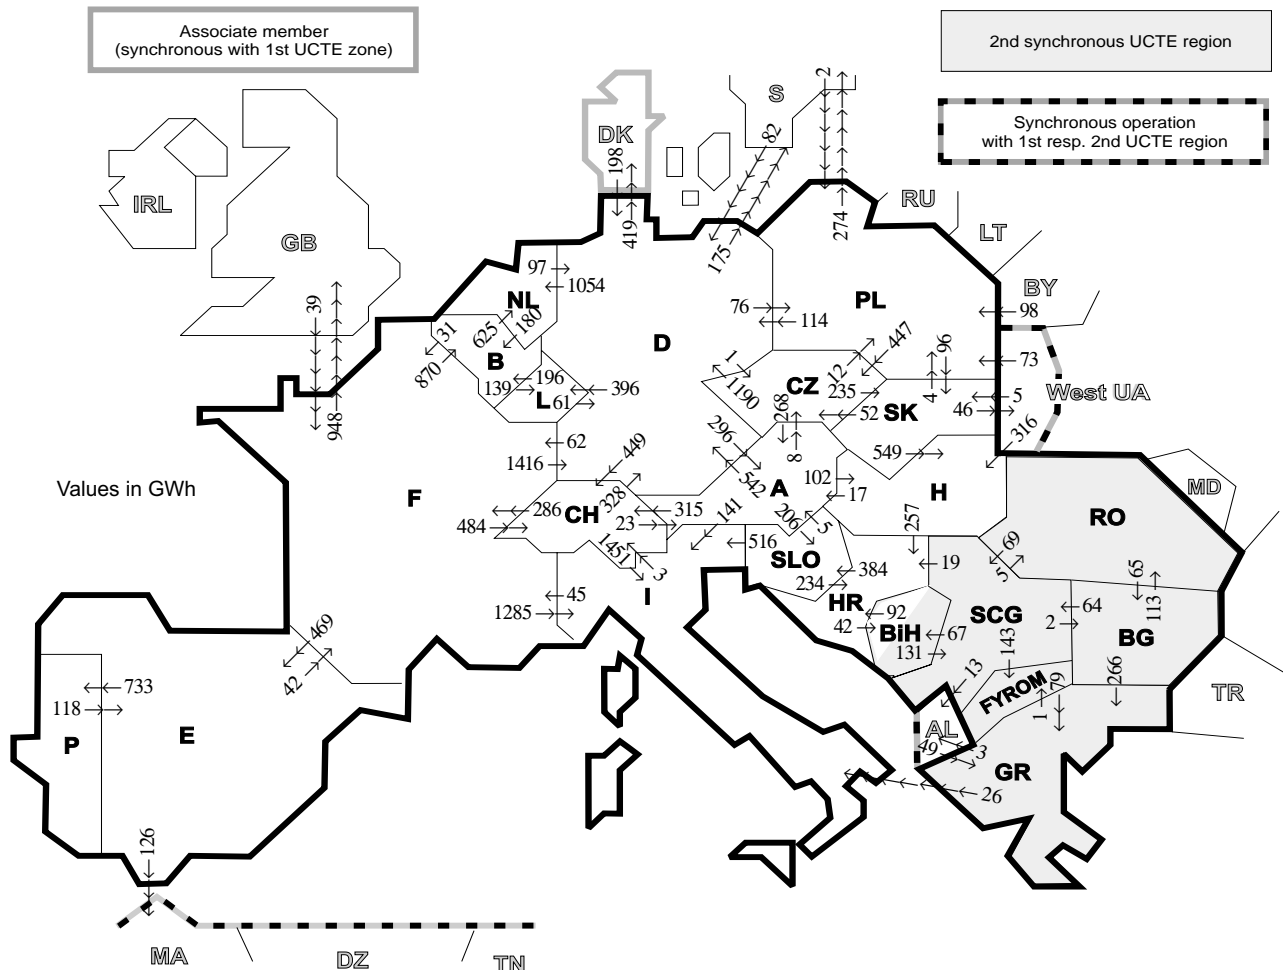 Associate member
(synchronous with 1st UCTE zone)
2nd synchronous UCTE region
Synchronous operation
with 1st resp. 2nd UCTE region
S
2
82
DK
198
419
175
274
RU
LT
BY
IRL
GB
39
948
97
1054
NL
31
625
180
870
B
139
196
L
61
396
D
76
114
PL
98
73
96
447
12
4
1
1190
CZ
235
268
52
SK
5
46
West UA
316
62
1416
449
328
296
542
8
A
102
17
549
H
257
MD
RO
Values in GWh
F
286
484
CH
315
23
141
206
5
516
SLO
234
384
1451
3
I
45
1285
HR
92
42
BiH
67
131
19
69
5
SCG
143
64
2
65
113
BG
266
TR
13
FYROM
79
1
AL
49
3
GR
26
469
42
733
118
P
E
126
MA
DZ
TN